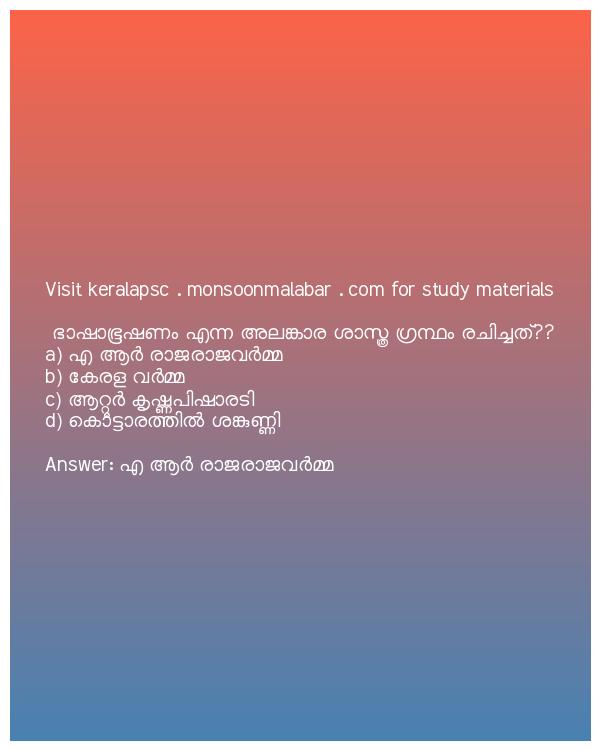 Visit keralapsc . monsoonmalabar . com for study materials
ഭാഷാഭൂഷണം എന്ന അലങ്കാര ശാസ്ത്ര ഗ്രന്ഥം രചിച്ചത്??
a) എ ആർ രാജരാജവർമ്മ
b) കേരള വർമ്മ
c) ആറ്റൂർ കൃഷ്ണപിഷാരടി
d) കൊട്ടാരത്തിൽ ശങ്കുണ്ണി
Answer: എ ആർ രാജരാജവർമ്മ